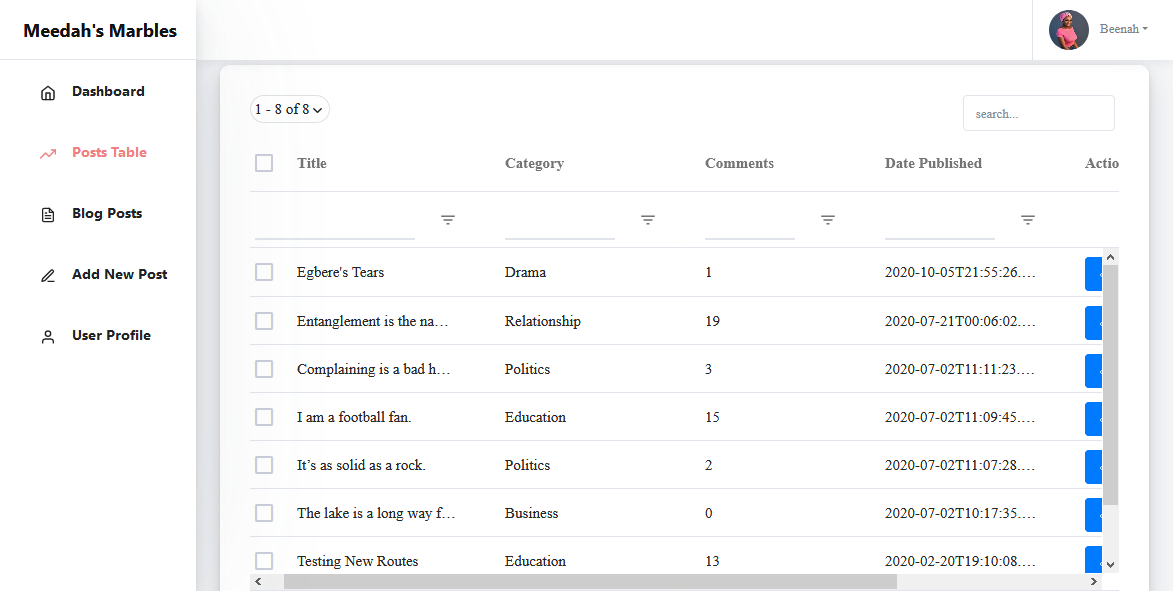 Meedah's Marbles
Beenah
Dashboard
Posts Table
Blog Posts
Add New Post
User Profile
1 - 8 of 8
search...
Title Category Comments Date Published Actio
Egbere's Tears Drama 1 2020-10-05T21:55:26.…
Entanglement is the na… Relationship 19 2020-07-21T00:06:02.…
Complaining is a bad h… Politics 3 2020-07-02T11:11:23.…
I am a football fan. Education 15 2020-07-02T11:09:45.…
It’s as solid as a rock. Politics 2 2020-07-02T11:07:28.…
The lake is a long way f… Business 0 2020-07-02T10:17:35.…
Testing New Routes Education 13 2020-02-20T19:10:08.…